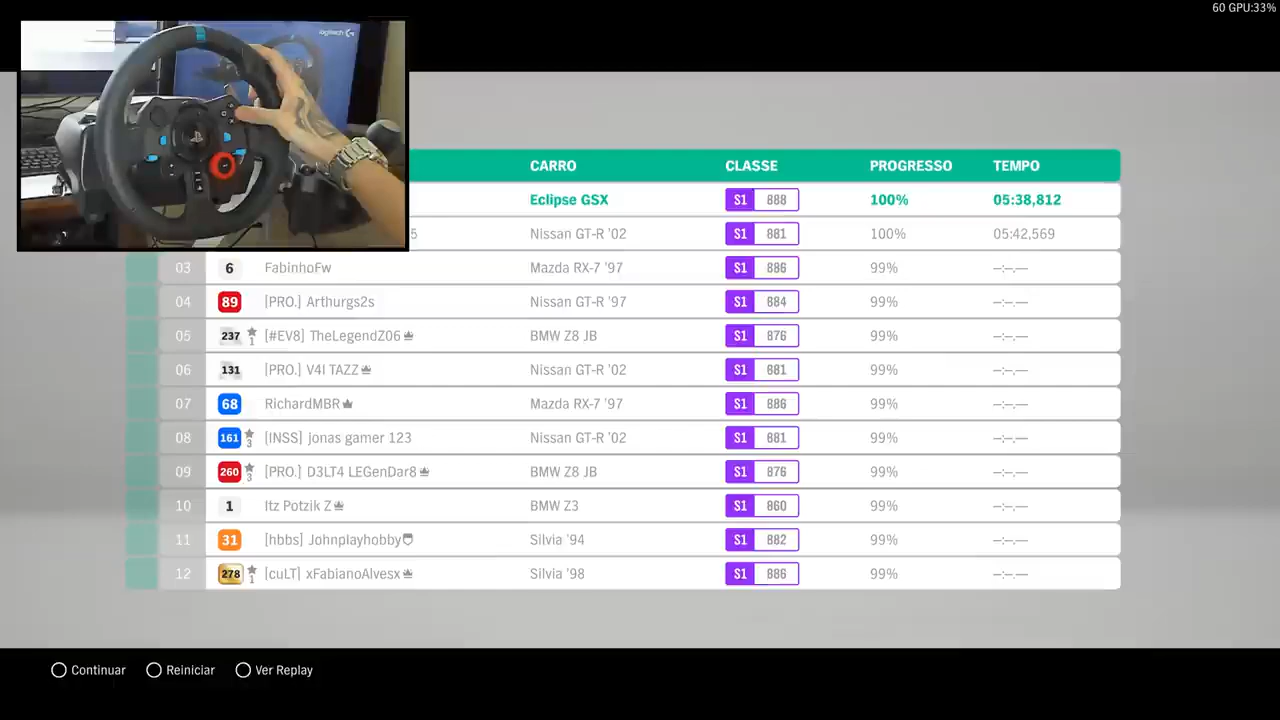 60 GPU:33%
logitech G
CARRO CLASSE PROGRESSO TEMPO
Eclipse GSX S1 888 100% 05:38,812
5 Nissan GT-R '02 S1 881 100% 05:42,569
03 6 FabinhoFw Mazda RX-7 '97 S1 886 99% --:--.---
04 89 [PRO.] Arthurgs2s Nissan GT-R '97 S1 884 99% --:--.---
05 237 1 [#EV8] TheLegendZ06 BMW Z8 JB S1 876 99% --:--.---
06 131 [PRO.] V4I TAZZ Nissan GT-R '02 S1 881 99% --:--.---
07 68 RichardMBR Mazda RX-7 '97 S1 886 99% --:--.---
08 161 3 [INSS] jonas gamer 123 Nissan GT-R '02 S1 881 99% --:--.---
09 260 3 [PRO.] D3LT4 LEGenDar8 BMW Z8 JB S1 876 99% --:--.---
10 1 Itz Potzik Z BMW Z3 S1 860 99% --:--.---
11 31 [hbbs] Johnplayhobby Silvia '94 S1 882 99% --:--.---
12 278 1 [cuLT] xFabianoAlvesx Silvia '98 S1 886 99% --:--.---
Continuar Reiniciar Ver Replay